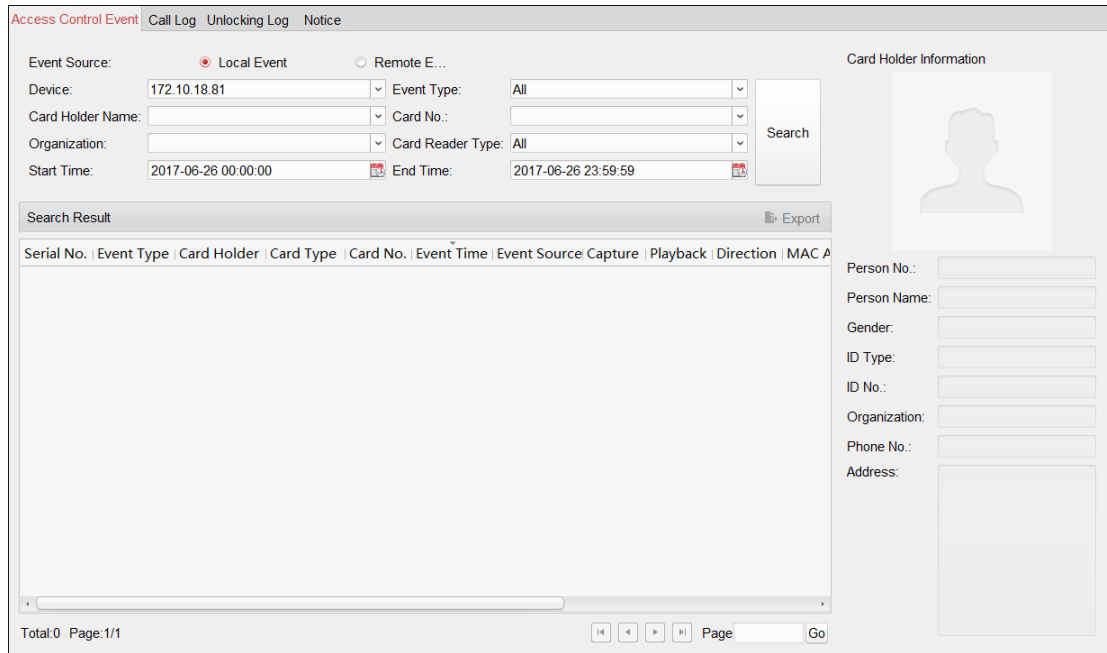 Access Control Event Call Log Unlocking Log Notice
Event Source: Local Event Remote E...
Device: 172.10.18.81 Event Type: All
Card Holder Name: Card No.:
Organization: Card Reader Type: All
Start Time: 2017-06-26 00:00:00 End Time: 2017-06-26 23:59:59
Search
Search Result Export
Serial No. Event Type Card Holder Card Type Card No. Event Time Event Source Capture Playback Direction MAC A
Total:0 Page:1/1 Page Go
Card Holder Information
Person No.:
Person Name:
Gender:
ID Type:
ID No.:
Organization:
Phone No.:
Address: